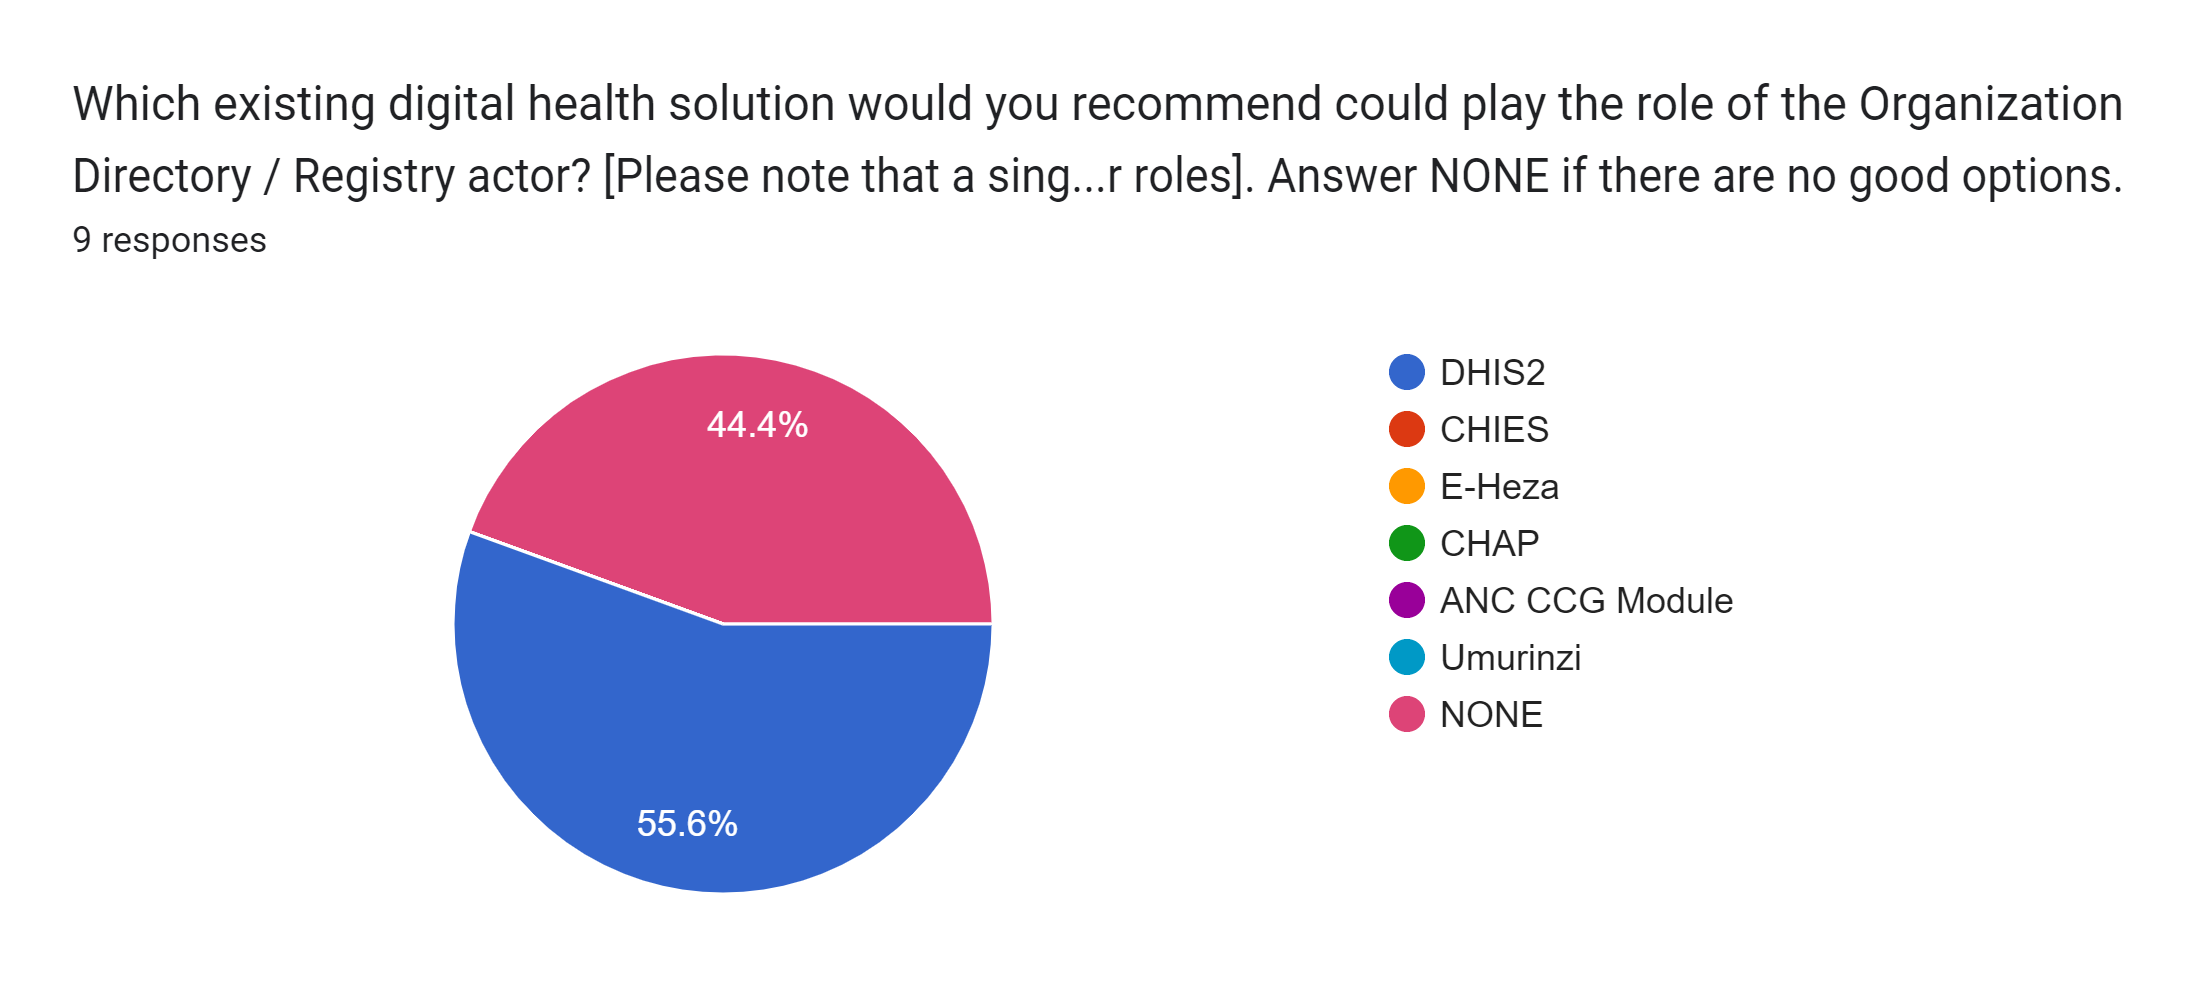 Which existing digital health solution would you recommend could play the role of the Organization
Directory / Registry actor? [Please note that a sing...r roles]. Answer NONE if there are no good options.
9 responses
44.4%
55.6%
DHIS2
CHIES
E-Heza
CHAP
ANC CCG Module
Umurinzi
NONE